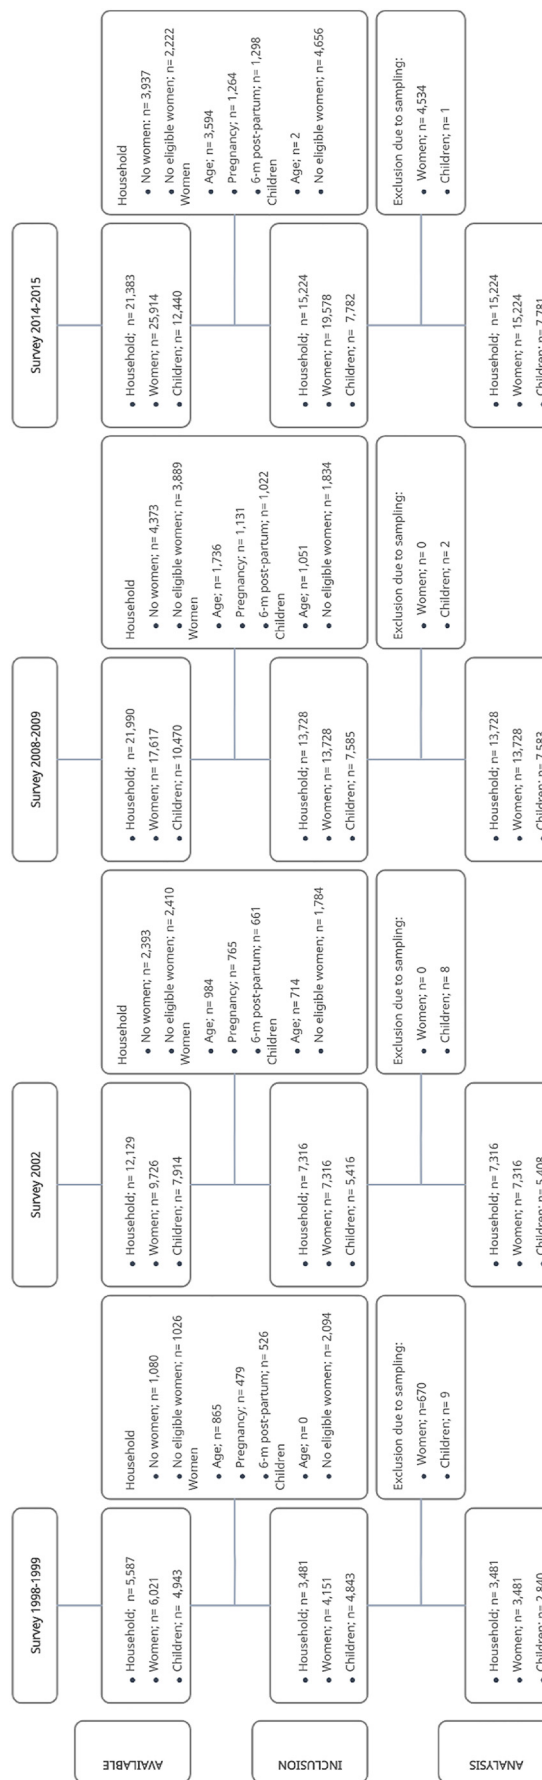 Survey 1998-1999
Survey 2002
Survey 2008-2009
Survey 2014-2015
AVAILABLE
• Household; n= 5,587
• Women; n= 6,021
• Children; n= 4,943
Household
• No women; n= 1,080
• No eligible women; n= 1026
Women
• Age; n= 865
• Pregnancy; n= 479
• 6-m post-partum; n= 526
Children
• Age; n= 0
• No eligible women; n= 2,094
• Household; n= 12,129
• Women; n= 9,726
• Children; n= 7,914
Household
• No women; n= 2,393
• No eligible women; n= 2,410
Women
• Age; n= 984
• Pregnancy; n= 765
• 6-m post-partum; n= 661
Children
• Age; n= 714
• No eligible women; n= 1,784
• Household; n= 21,990
• Women; n= 17,617
• Children; n= 10,470
Household
• No women; n= 4,373
• No eligible women; n= 3,889
Women
• Age; n= 1,736
• Pregnancy; n= 1,131
• 6-m post-partum; n= 1,022
Children
• Age; n= 1,051
• No eligible women; n= 1,834
• Household; n= 21,383
• Women; n= 25,914
• Children; n= 12,440
Household
• No women; n= 3,937
• No eligible women; n= 2,222
Women
• Age; n= 3,594
• Pregnancy; n= 1,264
• 6-m post-partum; n= 1,298
Children
• Age; n= 2
• No eligible women; n= 4,656
INCLUSION
• Household; n= 3,481
• Women; n= 4,151
• Children; n= 4,843
Exclusion due to sampling:
• Women; n=670
• Children; n= 9
• Household; n= 7,316
• Women; n= 7,316
• Children; n= 5,416
Exclusion due to sampling:
• Women; n= 0
• Children; n= 8
• Household; n= 13,728
• Women; n= 13,728
• Children; n= 7,585
Exclusion due to sampling:
• Women; n= 0
• Children; n= 2
• Household; n= 15,224
• Women; n= 19,578
• Children; n= 7,782
Exclusion due to sampling:
• Women; n= 4,534
• Children; n= 1
ANALYSIS
• Household; n= 3,481
• Women; n= 3,481
• Children; n= 2,840
• Household; n= 7,316
• Women; n= 7,316
• Children; n= 5,408
• Household; n= 13,728
• Women; n= 13,728
• Children; n= 7,583
• Household; n= 15,224
• Women; n= 15,224
• Children; n= 7,781